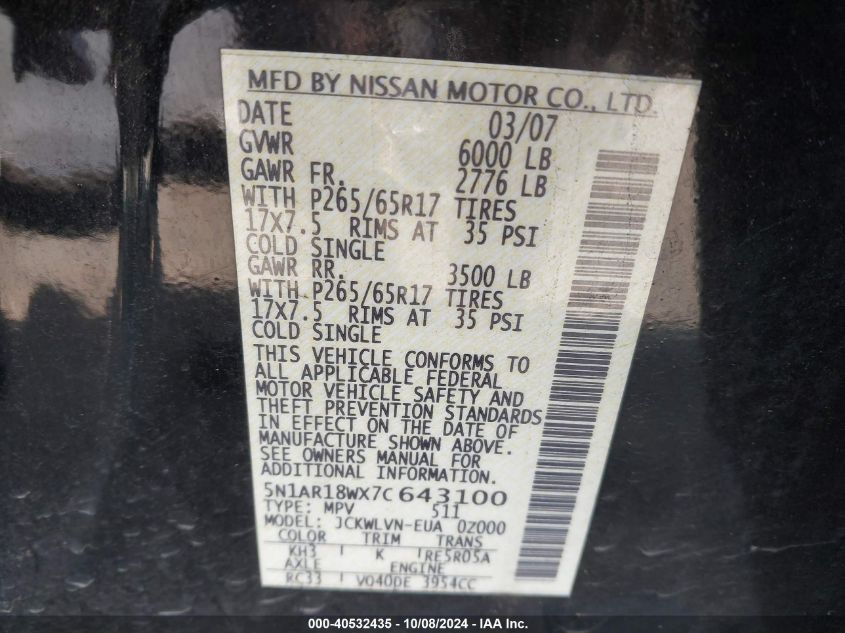 MFD BY NISSAN MOTOR CO., LTD.
DATE 03/07
GVWR 6000 LB
GAWR FR. 2776 LB
WITH P265/65R17 TIRES
17X7.5 RIMS AT 35 PSI
COLD SINGLE
GAWR RR. 3500 LB
WITH P265/65R17 TIRES
17X7.5 RIMS AT 35 PSI
COLD SINGLE
THIS VEHICLE CONFORMS TO
ALL APPLICABLE FEDERAL
MOTOR VEHICLE SAFETY AND
THEFT PREVENTION STANDARDS
IN EFFECT ON THE DATE OF
MANUFACTURE SHOWN ABOVE.
SEE OWNERS MANUAL FOR
ADDITIONAL INFORMATION.
5N1AR18WX7C643100
TYPE: MPV 511
MODEL: JCKWLVN-EUA 0Z000
COLOR TRIM TRANS
KH3 K RE5R05A
AXLE ENGINE
RC33 VQ40DE 3954CC
000-40532435 - 10/08/2024 - IAA Inc.